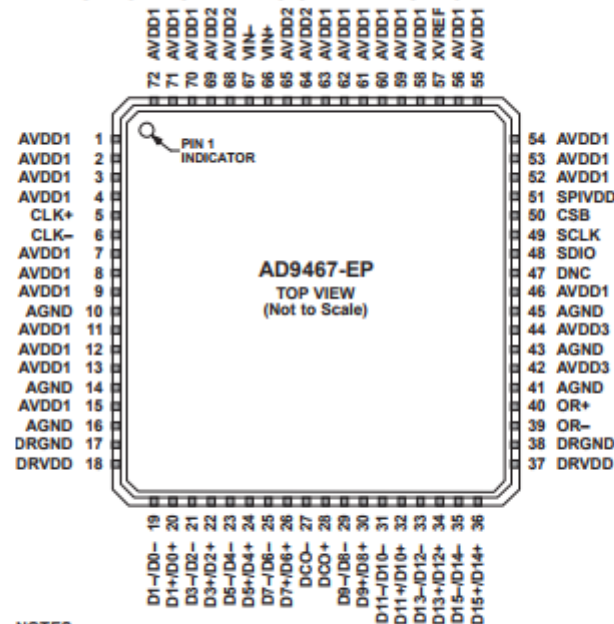 72 AVDD1
71 AVDD1
70 AVDD1
69 AVDD2
68 AVDD2
67 VIN–
66 VIN+
65 AVDD2
64 AVDD2
63 AVDD1
62 AVDD1
61 AVDD1
60 AVDD1
59 AVDD1
58 AVDD1
57 XVREF
56 AVDD1
55 AVDD1
AVDD1 1
AVDD1 2
AVDD1 3
AVDD1 4
CLK+ 5
CLK– 6
AVDD1 7
AVDD1 8
AVDD1 9
AGND 10
AVDD1 11
AVDD1 12
AVDD1 13
AGND 14
AVDD1 15
AGND 16
DRGND 17
DRVDD 18
PIN 1
INDICATOR
AD9467-EP
TOP VIEW
(Not to Scale)
54 AVDD1
53 AVDD1
52 AVDD1
51 SPIVDD
50 CSB
49 SCLK
48 SDIO
47 DNC
46 AVDD1
45 AGND
44 AVDD3
43 AGND
42 AVDD3
41 AGND
40 OR+
39 OR–
38 DRGND
37 DRVDD
D1–/D0– 19
D1+/D0+ 20
D3–/D2– 21
D3+/D2+ 22
D5–/D4– 23
D5+/D4+ 24
D7–/D6– 25
D7+/D6+ 26
DCO– 27
DCO+ 28
D9–/D8– 29
D9+/D8+ 30
D11–/D10– 31
D11+/D10+ 32
D13–/D12– 33
D13+/D12+ 34
D15–/D14– 35
D15+/D14+ 36